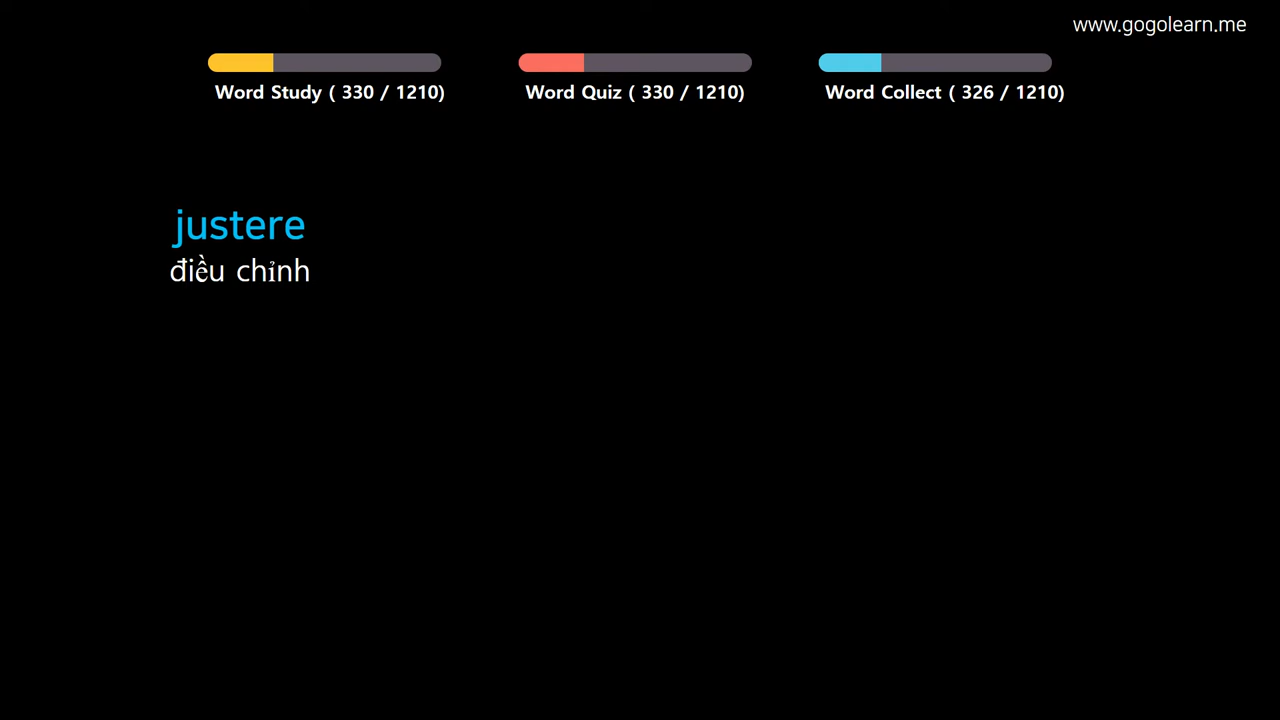 www.gogolearn.me
Word Study ( 330 / 1210)
Word Quiz ( 330 / 1210)
Word Collect ( 326 / 1210)
justere
điều chỉnh